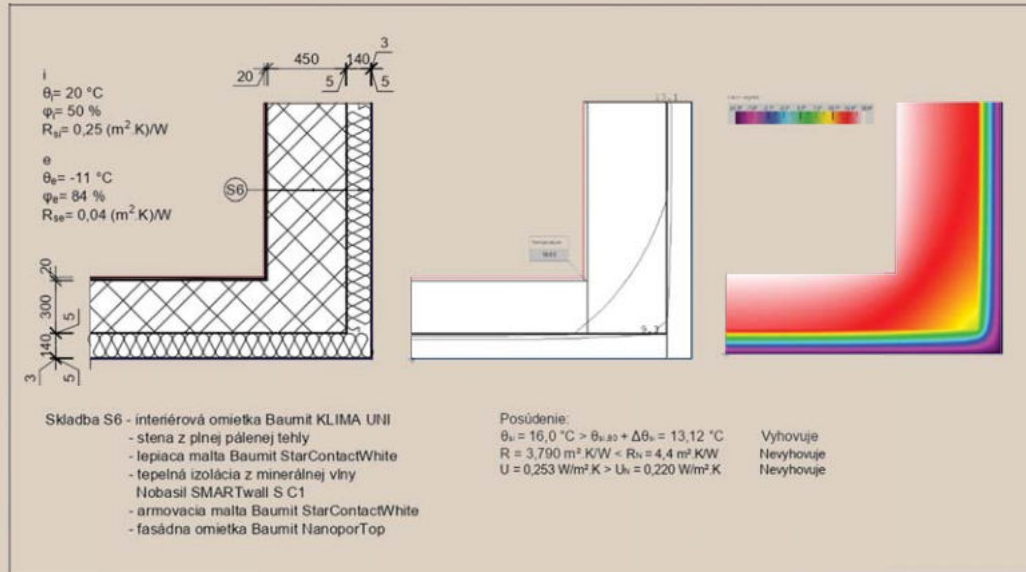 i
θᵢ= 20 °C
φᵢ= 50 %
Rsi= 0,25 (m².K)/W
e
θₑ= -11 °C
φₑ= 84 %
Rse= 0,04 (m².K)/W
450
140
3
20
5
5
S6
20
300
5
140
3
5
13,1
9,3
Skladba S6 - interiérová omietka Baumit KLIMA UNI
- stena z plnej pálenej tehly
- lepiaca malta Baumit StarContactWhite
- tepelná izolácia z minerálnej vlny
Nobasil SMARTwall S C1
- armovacia malta Baumit StarContactWhite
- fasádna omietka Baumit NanoporTop
Posúdenie:
θsi = 16,0 °C > θsi,80 + Δθsi = 13,12 °C Vyhovuje
R = 3,790 m².K/W < RN = 4,4 m².K/W Nevyhovuje
U = 0,253 W/m².K > UN = 0,220 W/m².K Nevyhovuje